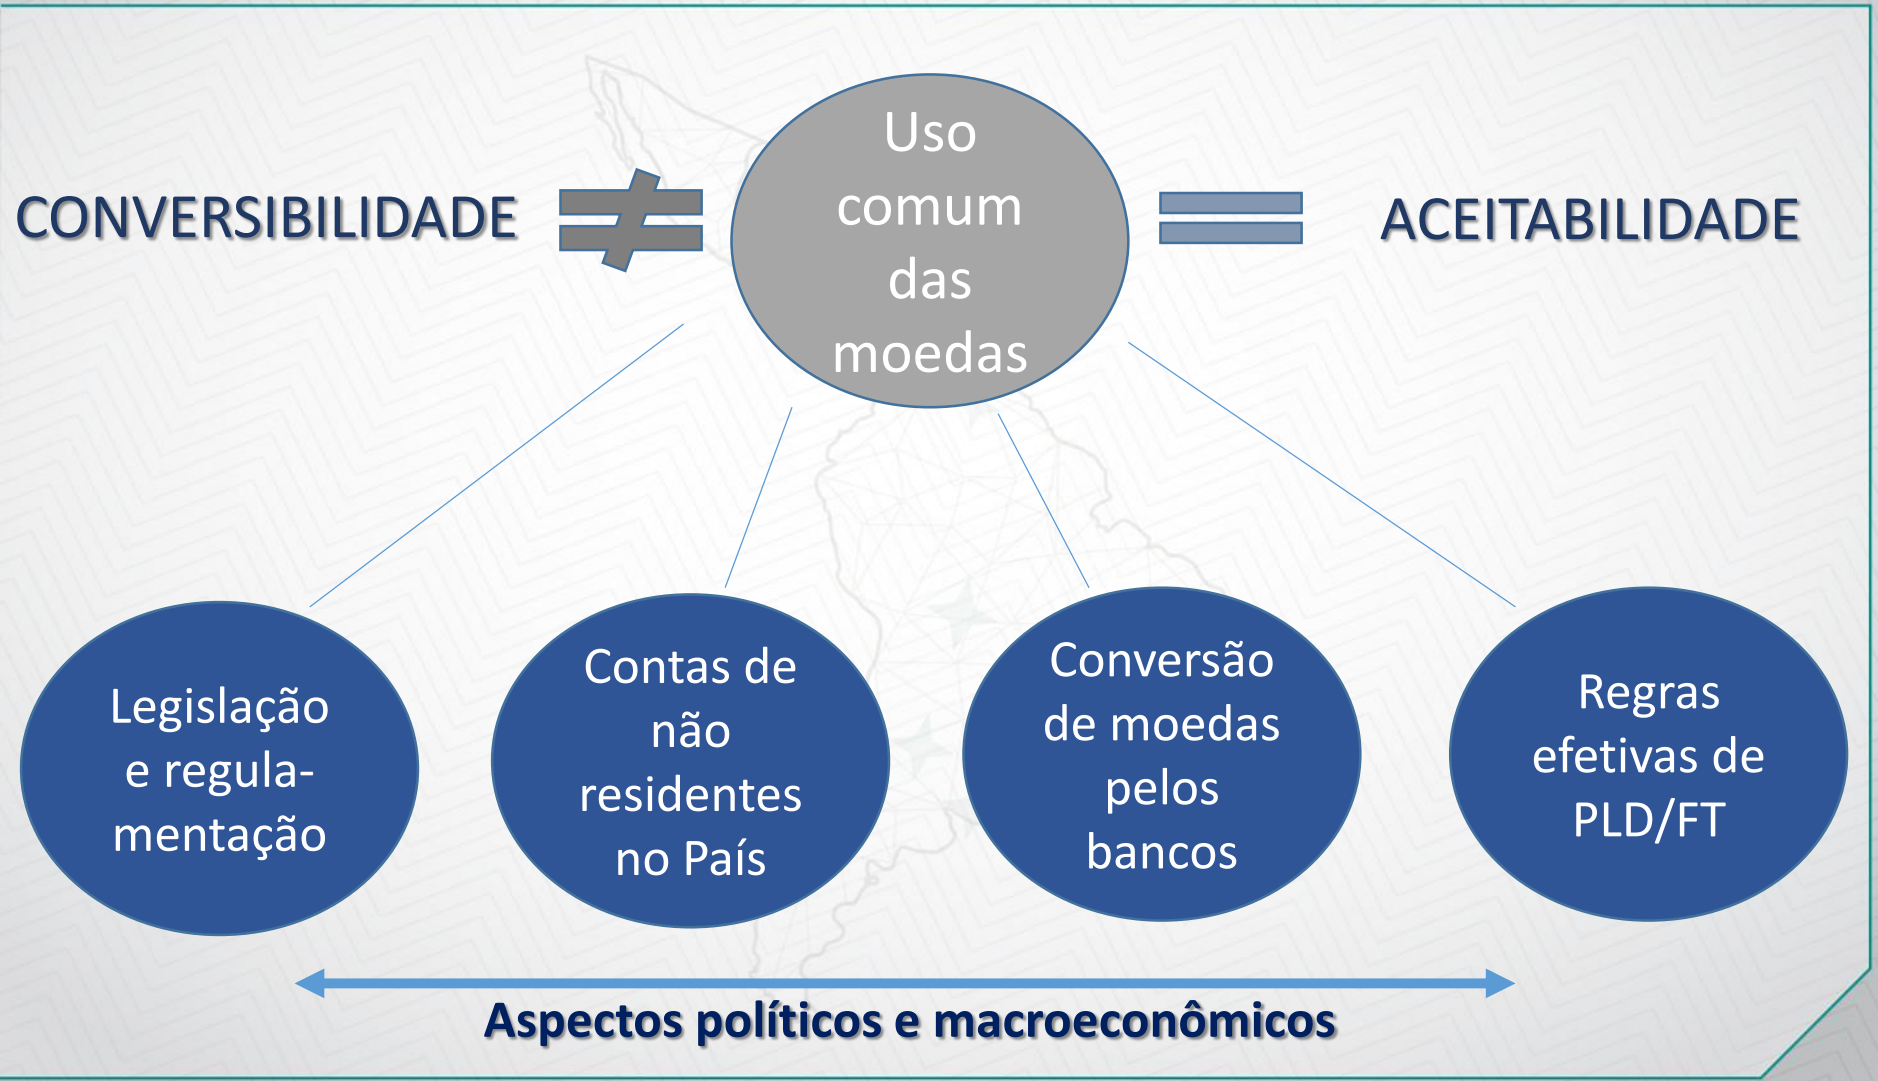 CONVERSIBILIDADE
Uso
comum
das
moedas
ACEITABILIDADE
Legislação
e regula-
mentação
Contas de
não
residentes
no País
Conversão
de moedas
pelos
bancos
Regras
efetivas de
PLD/FT
Aspectos políticos e macroeconômicos